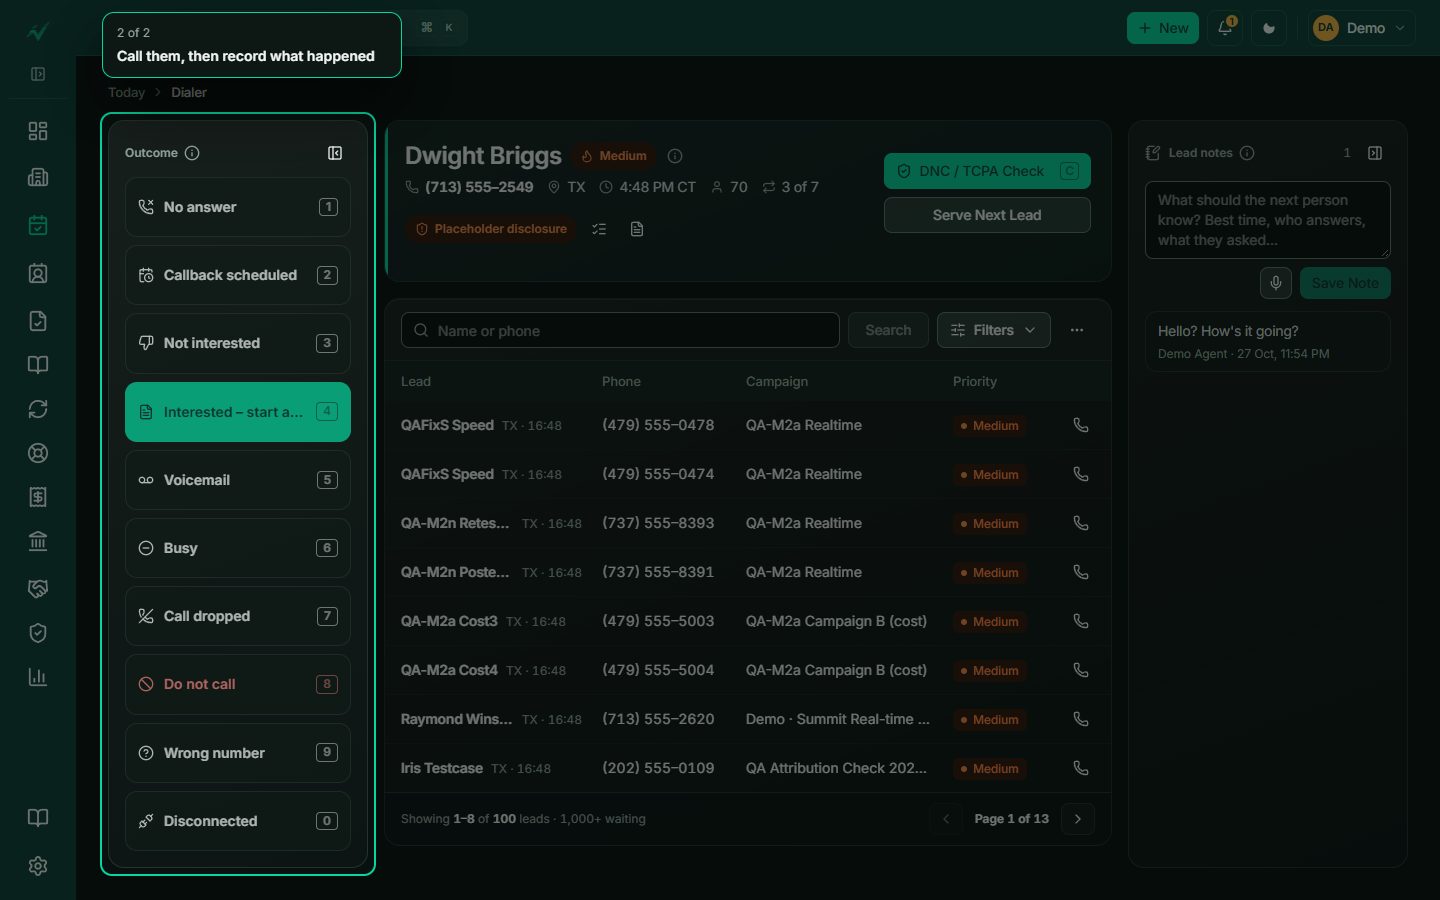 2 of 2
Call them, then record what happened
⌘ K
+ New
1
DA Demo
Today > Dialer
Outcome
No answer 1
Callback scheduled 2
Not interested 3
Interested – start a... 4
Voicemail 5
Busy 6
Call dropped 7
Do not call 8
Wrong number 9
Disconnected 0
Dwight Briggs Medium
(713) 555–2549 TX 4:48 PM CT 70 3 of 7
Placeholder disclosure
DNC / TCPA Check C
Serve Next Lead
Name or phone Search Filters
Lead Phone Campaign Priority
QAFixS Speed TX · 16:48 (479) 555–0478 QA-M2a Realtime Medium
QAFixS Speed TX · 16:48 (479) 555–0474 QA-M2a Realtime Medium
QA-M2n Retes... TX · 16:48 (737) 555–8393 QA-M2a Realtime Medium
QA-M2n Poste... TX · 16:48 (737) 555–8391 QA-M2a Realtime Medium
QA-M2a Cost3 TX · 16:48 (479) 555–5003 QA-M2a Campaign B (cost) Medium
QA-M2a Cost4 TX · 16:48 (479) 555–5004 QA-M2a Campaign B (cost) Medium
Raymond Wins... TX · 16:48 (713) 555–2620 Demo · Summit Real-time ... Medium
Iris Testcase TX · 16:48 (202) 555–0109 QA Attribution Check 202... Medium
Showing 1–8 of 100 leads · 1,000+ waiting
Page 1 of 13
Lead notes 1
What should the next person
know? Best time, who answers,
what they asked...
Save Note
Hello? How's it going?
Demo Agent · 27 Oct, 11:54 PM